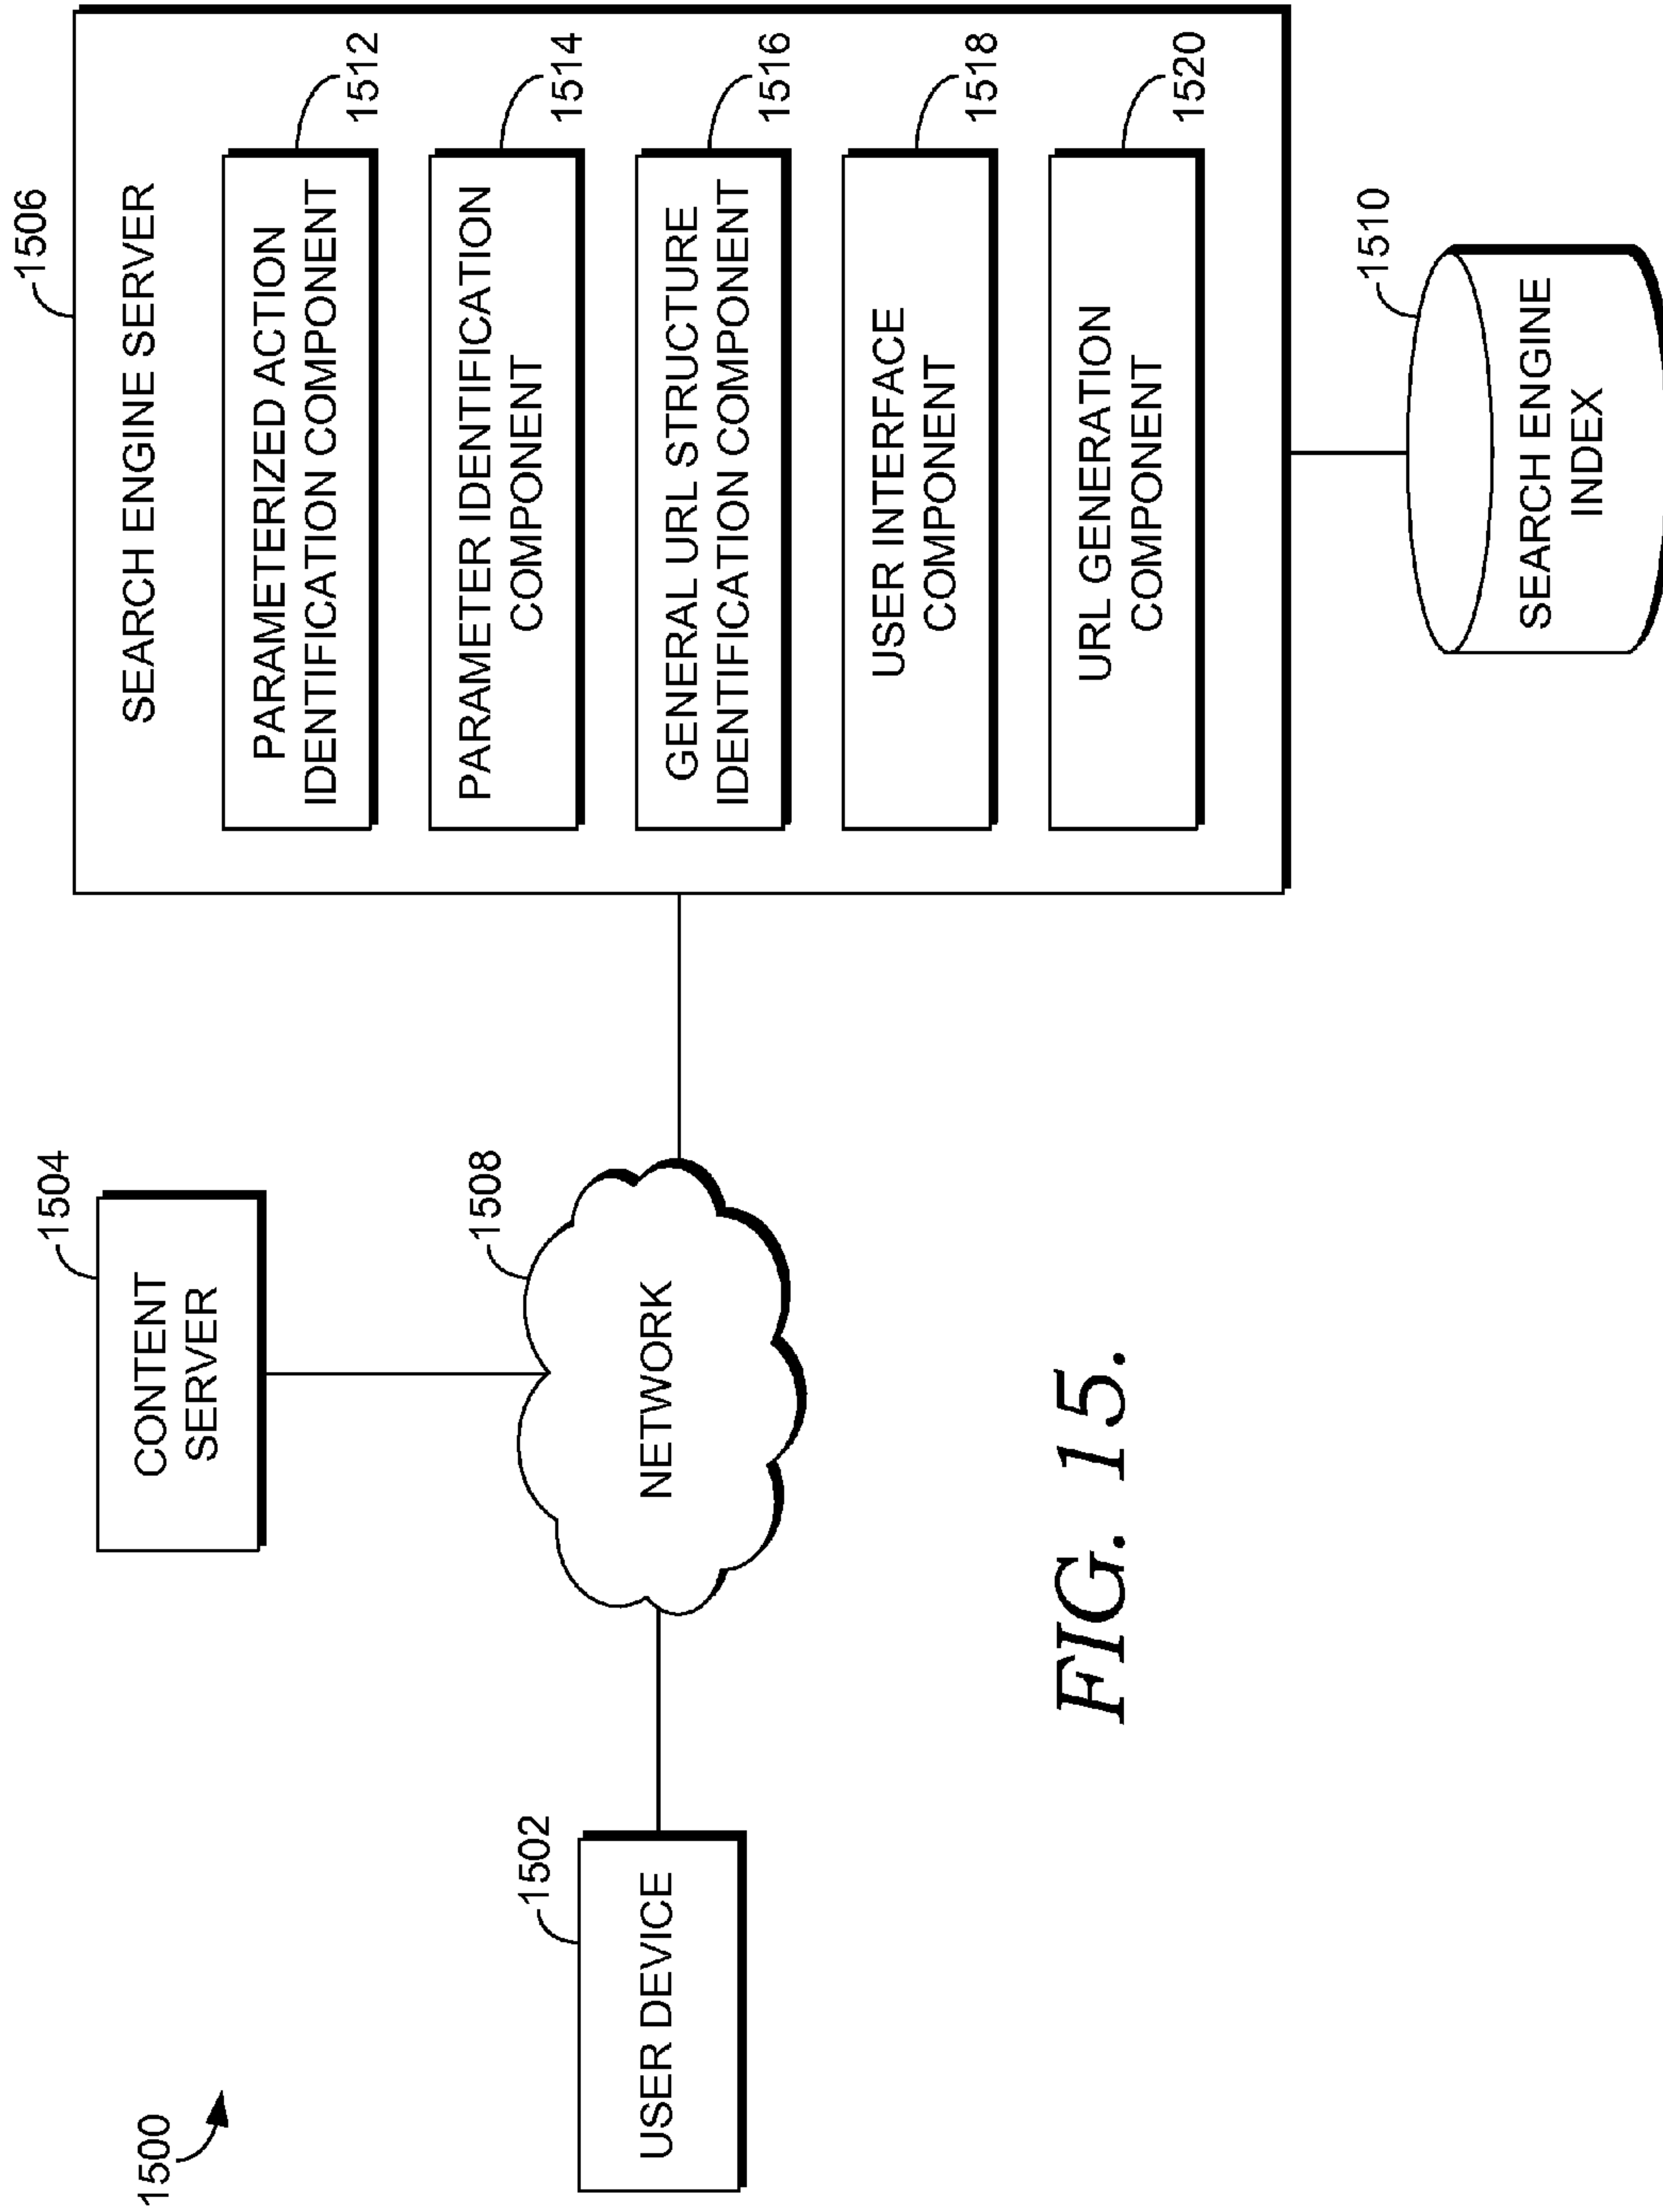 1500
1506
SEARCH ENGINE SERVER
1504
CONTENT
SERVER
PARAMETERIZED ACTION
IDENTIFICATION COMPONENT
1512
PARAMETER IDENTIFICATION
COMPONENT
1514
1508
NETWORK
1502
USER DEVICE
GENERAL URL STRUCTURE
IDENTIFICATION COMPONENT
1516
USER INTERFACE
COMPONENT
1518
URL GENERATION
COMPONENT
1520
1510
SEARCH ENGINE
INDEX
FIG. 15.